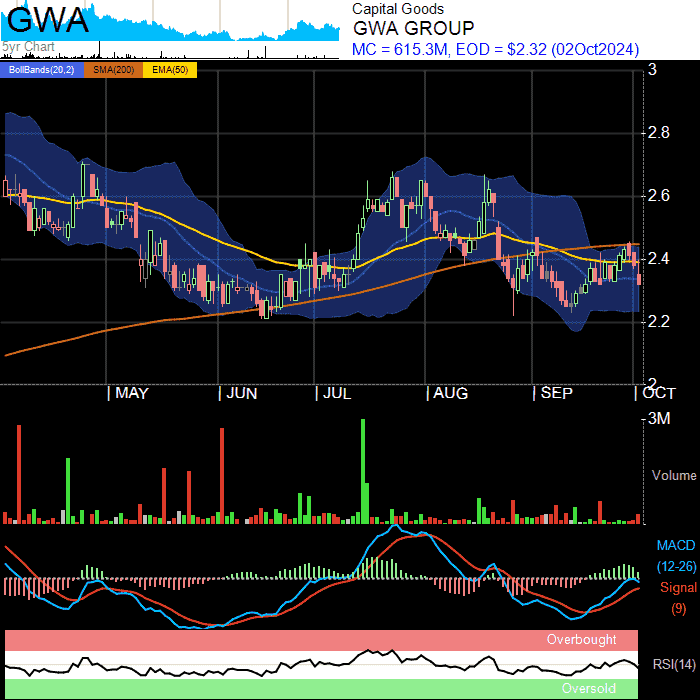 GWA
5yr Chart
Capital Goods
GWA GROUP
MC = 615.3M, EOD = $2.32 (02Oct2024)
BollBands(20,2) SMA(200) EMA(50)
3
2.8
2.6
2.4
2.2
2
MAY JUN JUL AUG SEP OCT
3M
Volume
MACD
(12-26)
Signal
(9)
Overbought
RSI(14)
Oversold